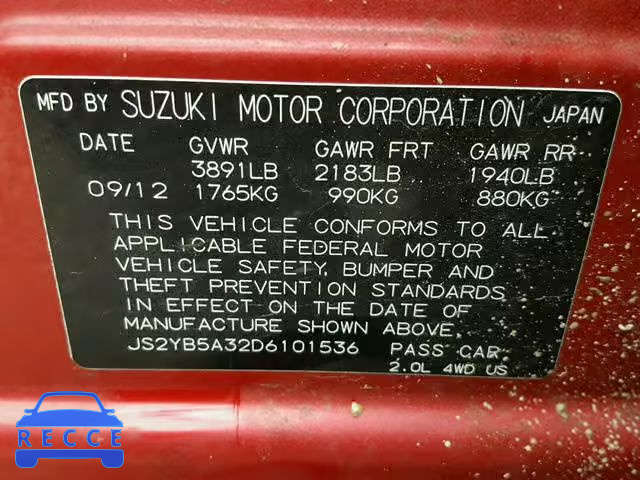 MFD BY SUZUKI MOTOR CORPORATION JAPAN
DATE GVWR GAWR FRT GAWR RR
3891LB 2183LB 1940LB
09/12 1765KG 990KG 880KG
THIS VEHICLE CONFORMS TO ALL
APPLICABLE FEDERAL MOTOR
VEHICLE SAFETY, BUMPER AND
THEFT PREVENTION STANDARDS
IN EFFECT ON THE DATE OF
MANUFACTURE SHOWN ABOVE.
JS2YB5A32D6101536 PASS CAR
2.0L 4WD US
RECCE